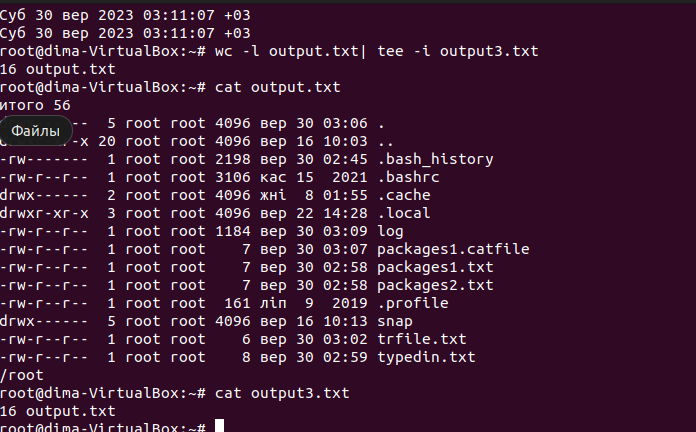 Суб 30 вер 2023 03:11:07 +03
Суб 30 вер 2023 03:11:07 +03
root@dima-VirtualBox:~# wc -l output.txt| tee -i output3.txt
16 output.txt
root@dima-VirtualBox:~# cat output.txt
итого 56
5 root root 4096 вер 30 03:06 .
Файлы
-x 20 root root 4096 вер 16 10:03 ..
-rw------- 1 root root 2198 вер 30 02:45 .bash_history
-rw-r--r-- 1 root root 3106 кас 15 2021 .bashrc
drwx------ 2 root root 4096 жні 8 01:55 .cache
drwxr-xr-x 3 root root 4096 вер 22 14:28 .local
-rw-r--r-- 1 root root 1184 вер 30 03:09 log
-rw-r--r-- 1 root root 7 вер 30 03:07 packages1.catfile
-rw-r--r-- 1 root root 7 вер 30 02:58 packages1.txt
-rw-r--r-- 1 root root 7 вер 30 02:58 packages2.txt
-rw-r--r-- 1 root root 161 ліп 9 2019 .profile
drwx------ 5 root root 4096 вер 16 10:13 snap
-rw-r--r-- 1 root root 6 вер 30 03:02 trfile.txt
-rw-r--r-- 1 root root 8 вер 30 02:59 typedin.txt
/root
root@dima-VirtualBox:~# cat output3.txt
16 output.txt
root@dima-VirtualBox:~#